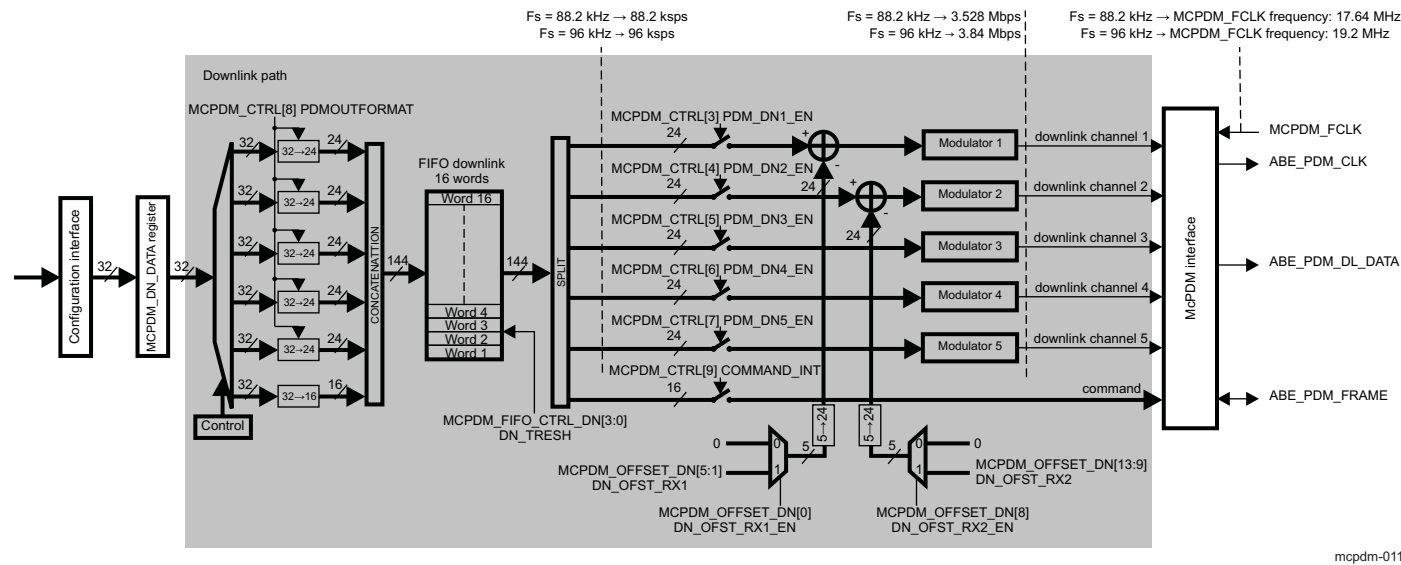 Fs = 88.2 kHz → 88.2 ksps
Fs = 96 kHz → 96 ksps
Fs = 88.2 kHz → 3.528 Mbps
Fs = 96 kHz → 3.84 Mbps
Fs = 88.2 kHz → MCPDM_FCLK frequency: 17.64 MHz
Fs = 96 kHz → MCPDM_FCLK frequency: 19.2 MHz
Downlink path
MCPDM_CTRL[8] PDMOUTFORMAT
Configuration interface
32
MCPDM_DN_DATA register
32
32
32→24
24
32
32→24
24
32
32→24
24
32
32→24
24
32
32→24
24
32
32→16
16
Control
CONCATENATTION
144
FIFO downlink
16 words
Word 16
Word 4
Word 3
Word 2
Word 1
MCPDM_FIFO_CTRL_DN[3:0]
DN_TRESH
144
SPLIT
MCPDM_CTRL[3] PDM_DN1_EN
24
+
-
Modulator 1
downlink channel 1
MCPDM_CTRL[4] PDM_DN2_EN
24
24
+
-
Modulator 2
downlink channel 2
MCPDM_CTRL[5] PDM_DN3_EN
24
24
Modulator 3
downlink channel 3
MCPDM_CTRL[6] PDM_DN4_EN
24
Modulator 4
downlink channel 4
MCPDM_CTRL[7] PDM_DN5_EN
24
Modulator 5
downlink channel 5
MCPDM_CTRL[9] COMMAND_INT
16
command
5→24
5→24
0
0
1
5
MCPDM_OFFSET_DN[5:1]
DN_OFST_RX1
MCPDM_OFFSET_DN[0]
DN_OFST_RX1_EN
5
0
1
0
MCPDM_OFFSET_DN[13:9]
DN_OFST_RX2
MCPDM_OFFSET_DN[8]
DN_OFST_RX2_EN
McPDM interface
MCPDM_FCLK
ABE_PDM_CLK
ABE_PDM_DL_DATA
ABE_PDM_FRAME
mcpdm-011